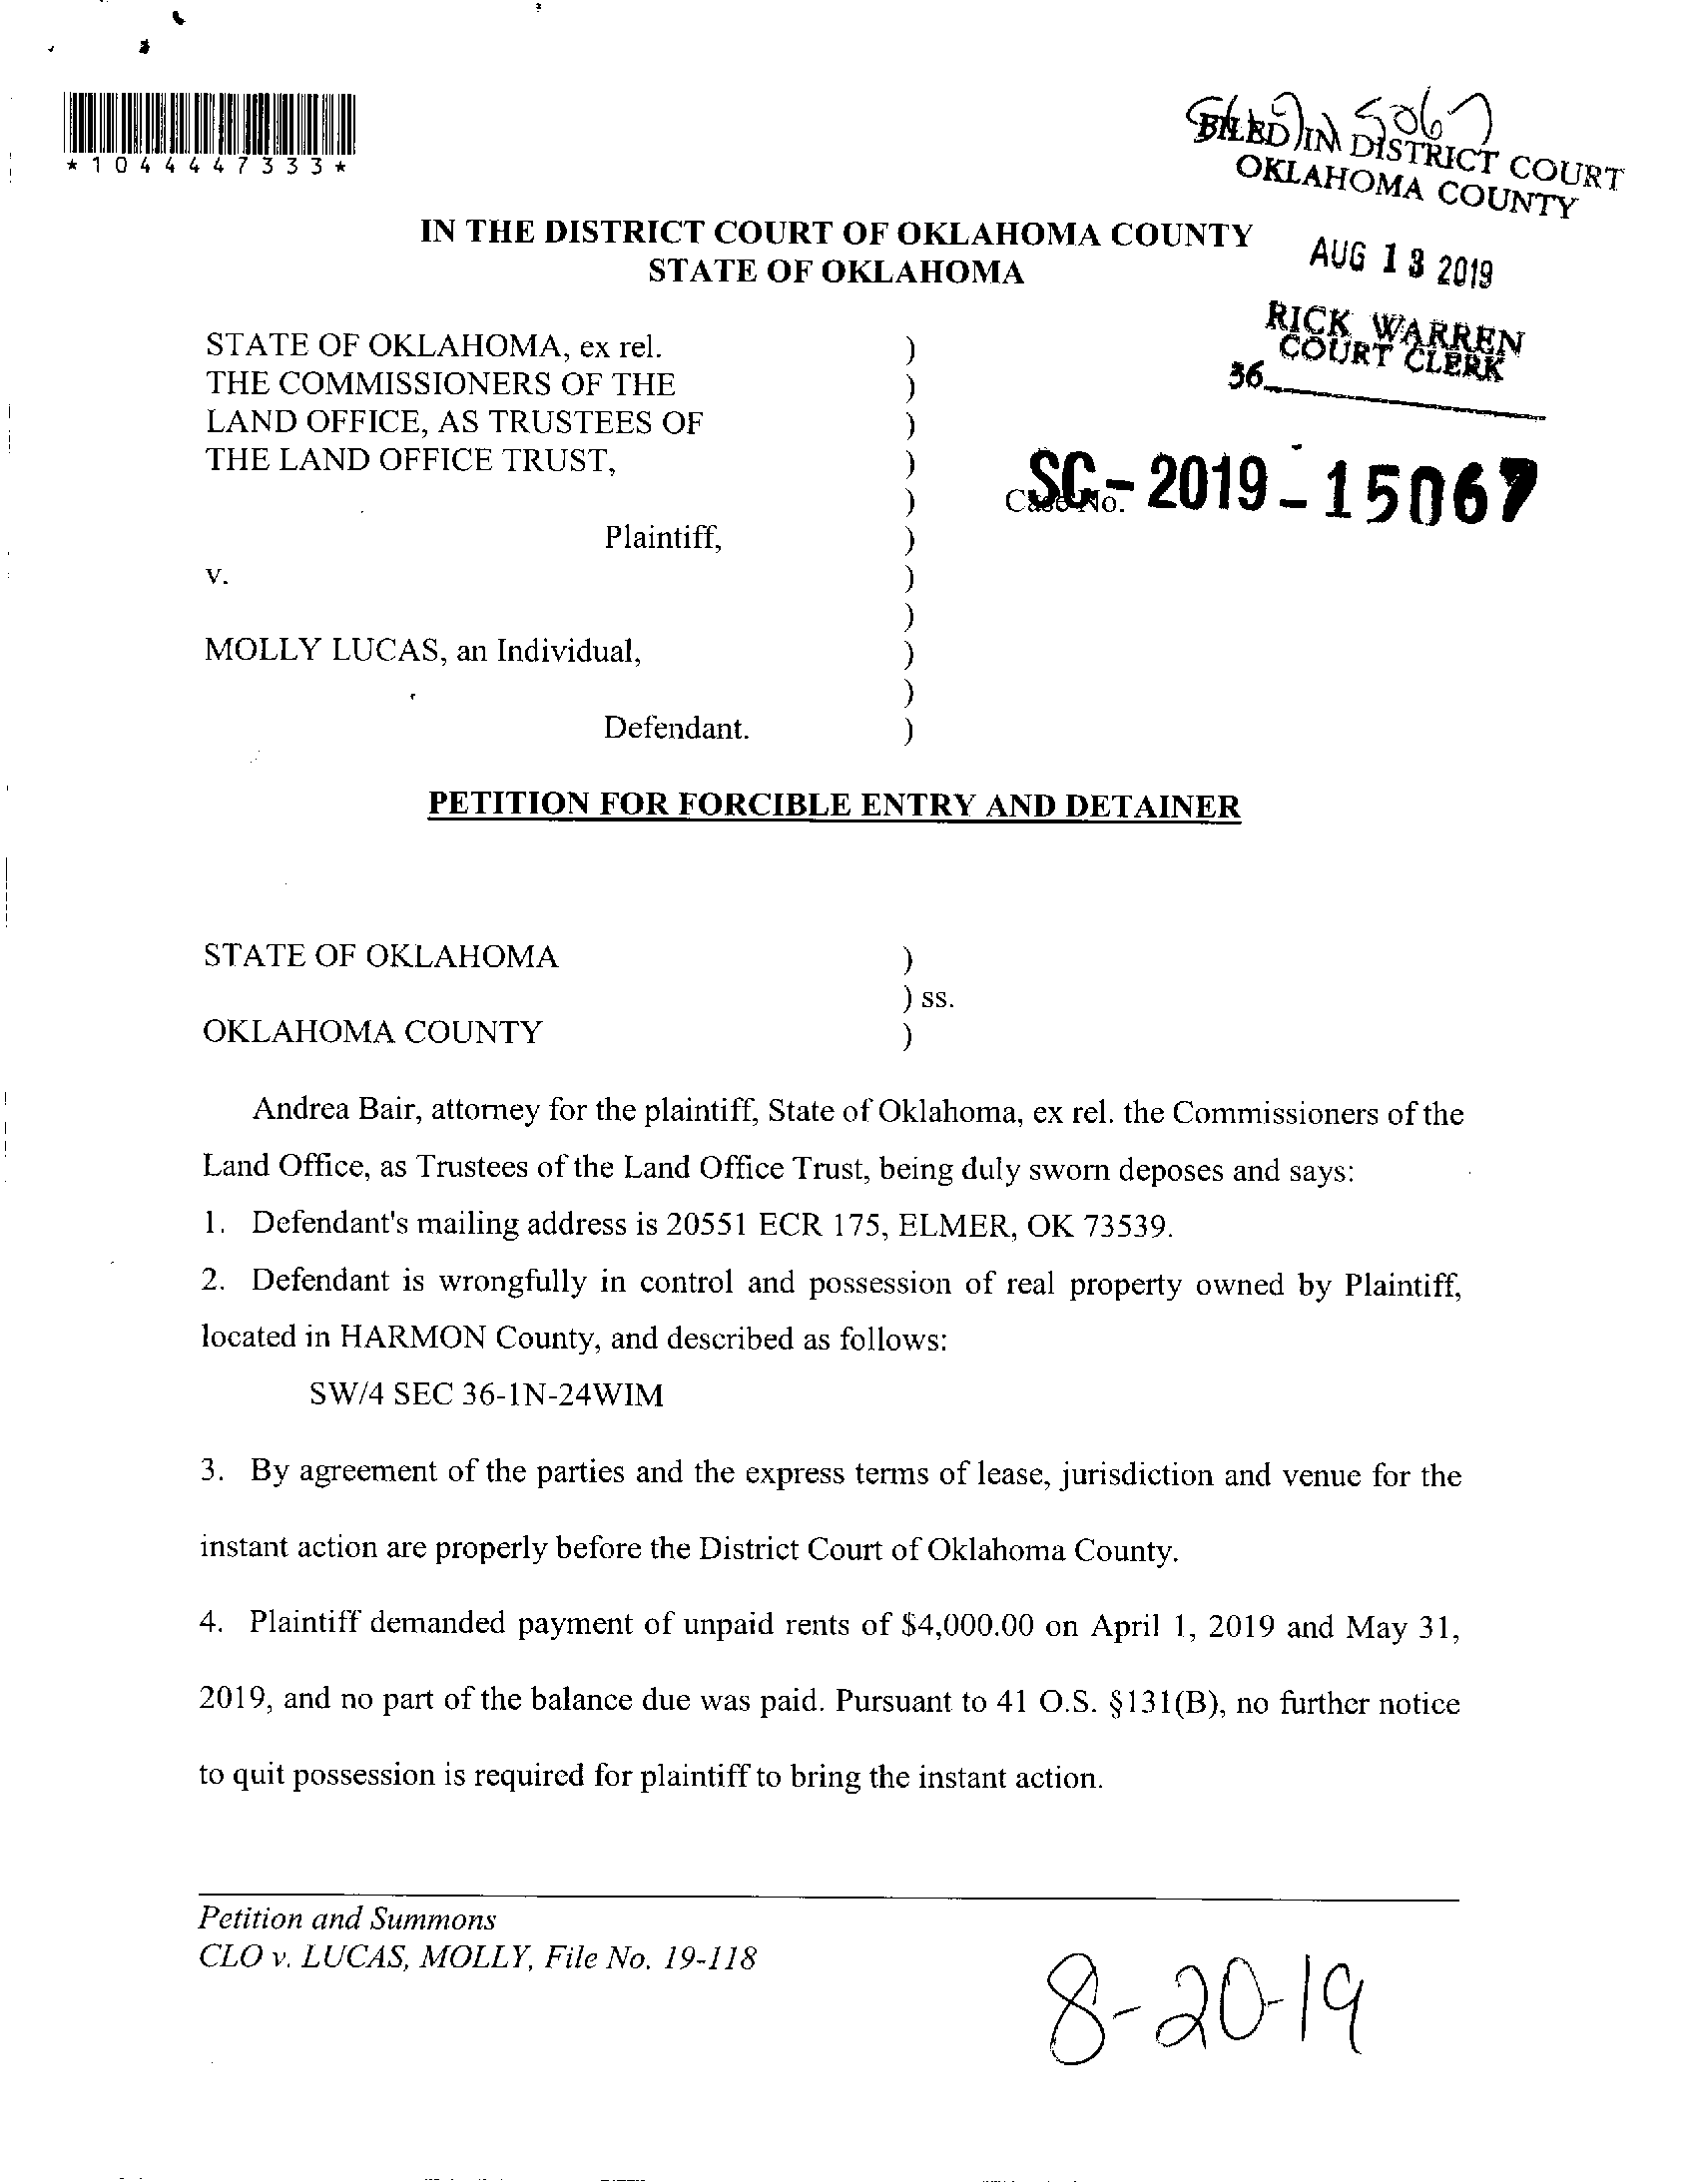 *1044447333*
FILED IN DISTRICT COURT
OKLAHOMA COUNTY
IN THE DISTRICT COURT OF OKLAHOMA COUNTY
STATE OF OKLAHOMA
AUG 13 2019
RICK WARREN
COURT CLERK
36
STATE OF OKLAHOMA, ex rel. )
THE COMMISSIONERS OF THE )
LAND OFFICE, AS TRUSTEES OF )
THE LAND OFFICE TRUST, )
) Case No. SC-2019-15067
Plaintiff, )
v. )
)
MOLLY LUCAS, an Individual, )
)
Defendant. )
PETITION FOR FORCIBLE ENTRY AND DETAINER
STATE OF OKLAHOMA )
) ss.
OKLAHOMA COUNTY )
Andrea Bair, attorney for the plaintiff, State of Oklahoma, ex rel. the Commissioners of the
Land Office, as Trustees of the Land Office Trust, being duly sworn deposes and says:
1. Defendant's mailing address is 20551 ECR 175, ELMER, OK 73539.
2. Defendant is wrongfully in control and possession of real property owned by Plaintiff,
located in HARMON County, and described as follows:
SW/4 SEC 36-1N-24WIM
3. By agreement of the parties and the express terms of lease, jurisdiction and venue for the
instant action are properly before the District Court of Oklahoma County.
4. Plaintiff demanded payment of unpaid rents of $4,000.00 on April 1, 2019 and May 31,
2019, and no part of the balance due was paid. Pursuant to 41 O.S. §131(B), no further notice
to quit possession is required for plaintiff to bring the instant action.
Petition and Summons
CLO v. LUCAS, MOLLY, File No. 19-118
8-20-19